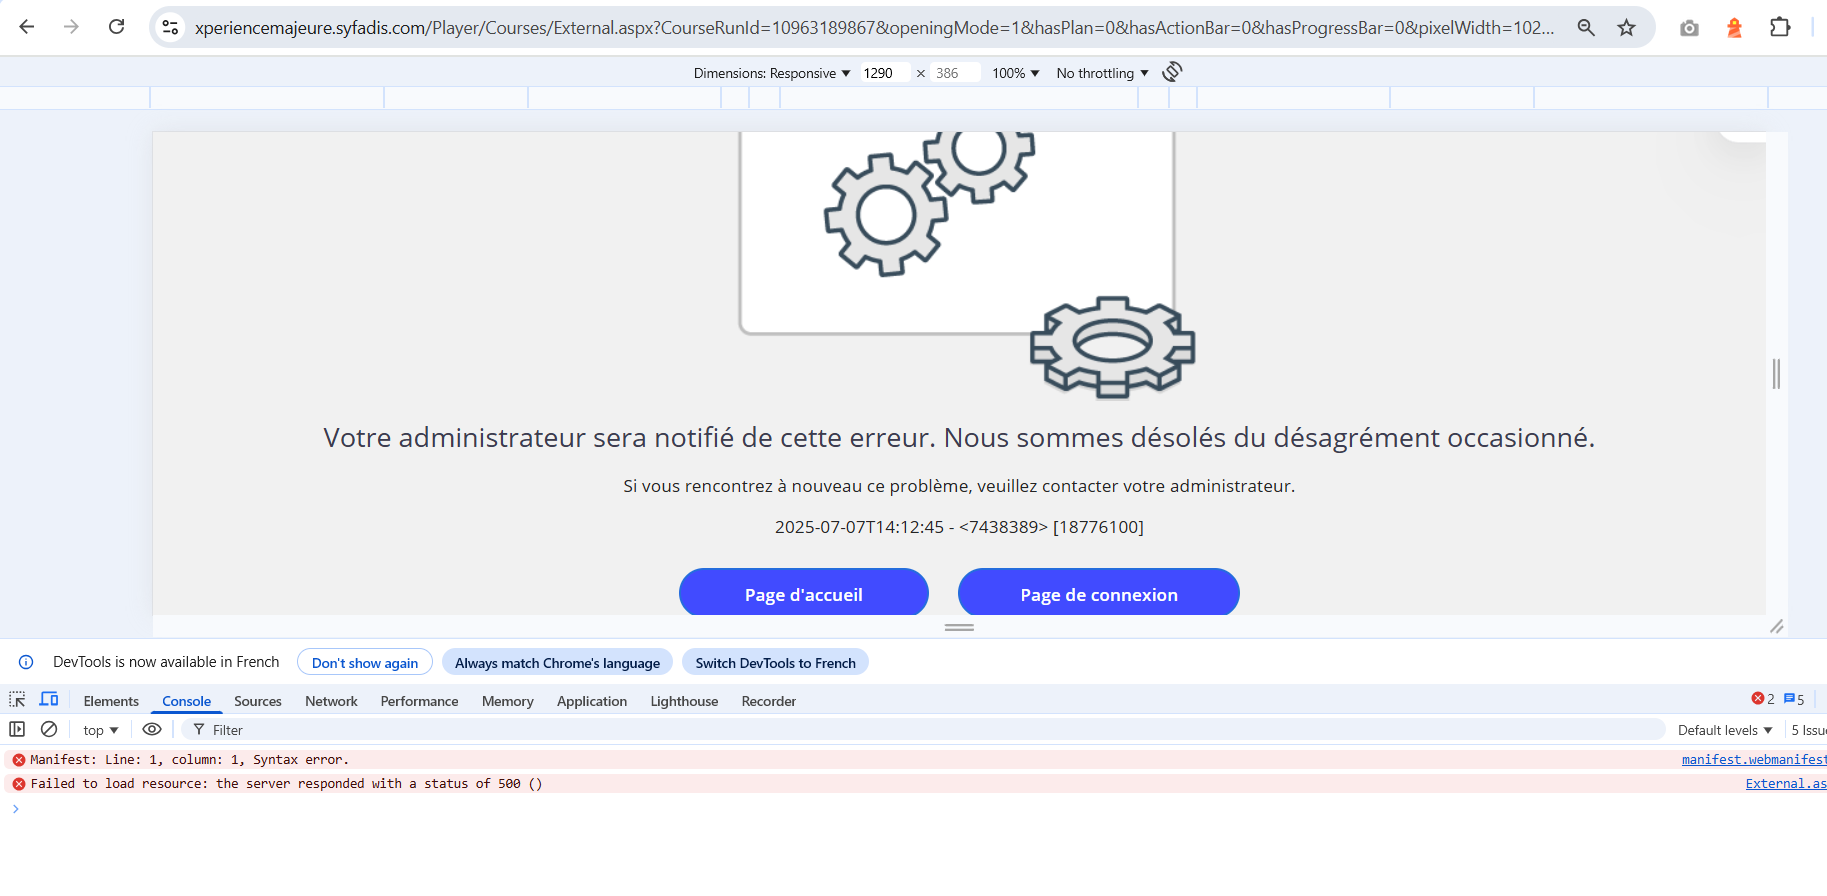 xperiencemajeure.syfadis.com/Player/Courses/External.aspx?CourseRunId=10963189867&openingMode=1&hasPlan=0&hasActionBar=0&hasProgressBar=0&pixelWidth=102...
Dimensions: Responsive ▼ 1290 × 386 100% ▼ No throttling ▼
Votre administrateur sera notifié de cette erreur. Nous sommes désolés du désagrément occasionné.
Si vous rencontrez à nouveau ce problème, veuillez contacter votre administrateur.
2025-07-07T14:12:45 - <7438389> [18776100]
Page d'accueil Page de connexion
DevTools is now available in French Don't show again Always match Chrome's language Switch DevTools to French
Elements Console Sources Network Performance Memory Application Lighthouse Recorder 2 5
top ▼ Filter Default levels ▼ 5 Issu
Manifest: Line: 1, column: 1, Syntax error. manifest.webmanifest
Failed to load resource: the server responded with a status of 500 () External.as